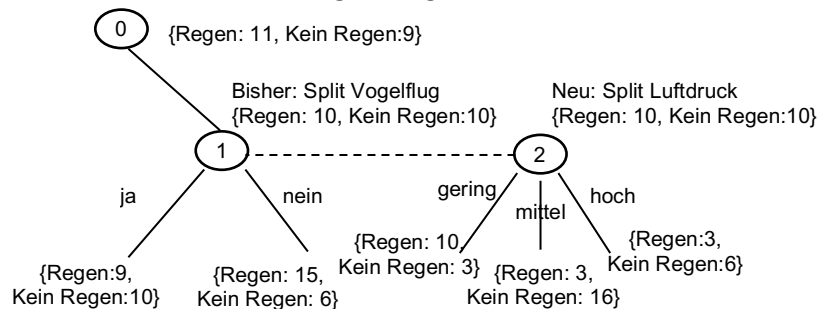 0
{Regen: 11, Kein Regen:9}
Bisher: Split Vogelflug
{Regen: 10, Kein Regen:10}
Neu: Split Luftdruck
{Regen: 10, Kein Regen:10}
1
2
ja
nein
gering
mittel
hoch
{Regen:9,
Kein Regen:10}
{Regen: 15,
Kein Regen: 6}
{Regen: 10,
Kein Regen: 3}
{Regen: 3,
Kein Regen: 16}
{Regen:3,
Kein Regen:6}